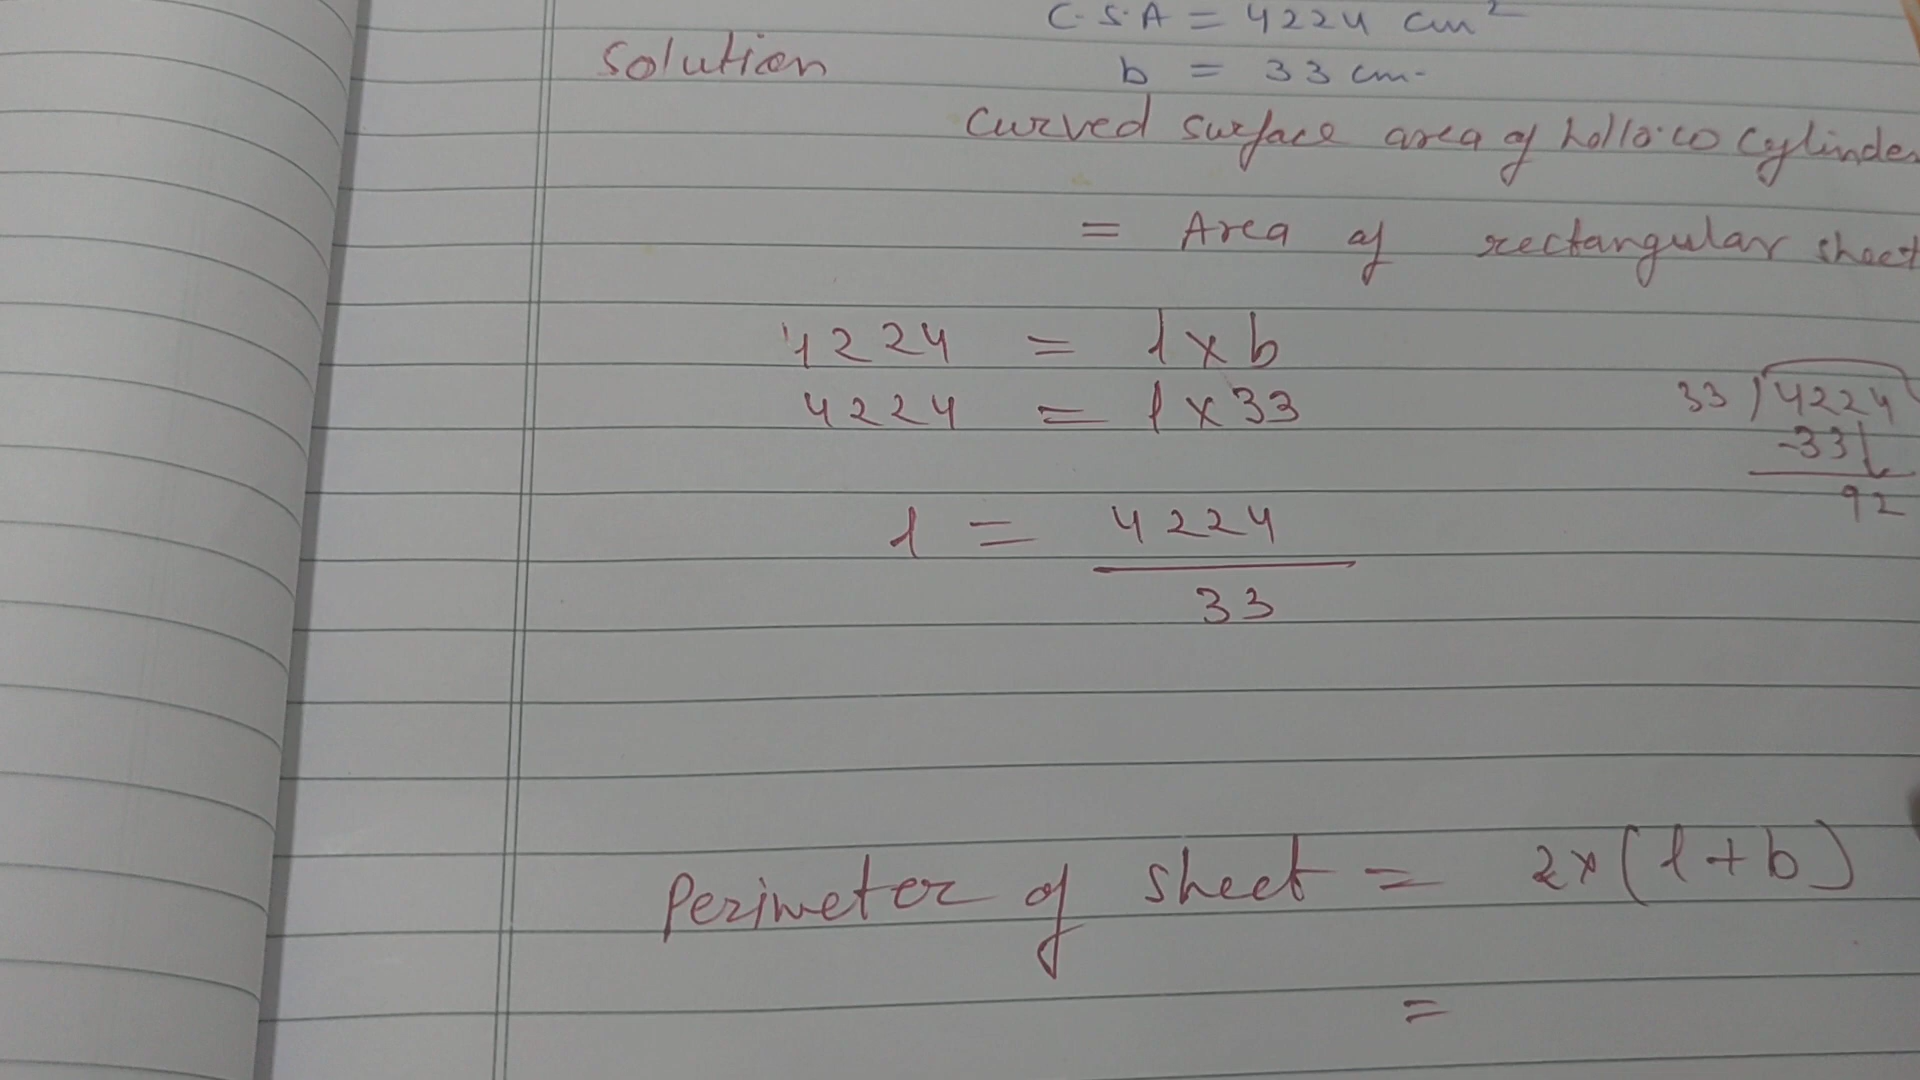 C.S.A = 4224 cm²
Solution b = 33 cm.
Curved surface area of hollow cylinder
= Area of rectangular sheet
4224 = l × b
4224 = l × 33
33 ) 4224
-33
92
l = 4224
33
Perimeter of sheet = 2 × ( l + b )
=